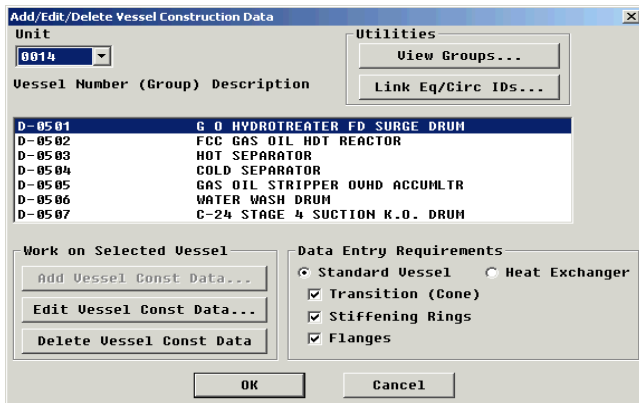 Add/Edit/Delete Vessel Construction Data
Unit
0014
Utilities
View Groups...
Link Eq/Circ IDs...
Vessel Number (Group) Description
D-0501 G O HYDROTREATER FD SURGE DRUM
D-0502 FCC GAS OIL HDT REACTOR
D-0503 HOT SEPARATOR
D-0504 COLD SEPARATOR
D-0505 GAS OIL STRIPPER OVHD ACCUMLTR
D-0506 WATER WASH DRUM
D-0507 C-24 STAGE 4 SUCTION K.O. DRUM
Work on Selected Vessel
Add Vessel Const Data...
Edit Vessel Const Data...
Delete Vessel Const Data
Data Entry Requirements
Standard Vessel Heat Exchanger
Transition (Cone)
Stiffening Rings
Flanges
OK Cancel